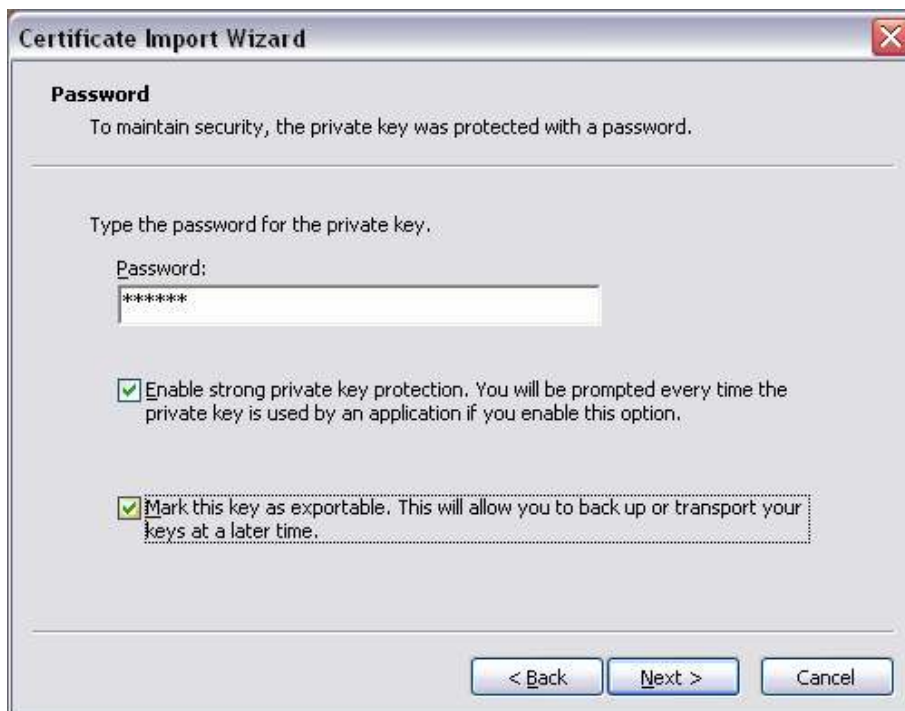 Certificate Import Wizard
Password
To maintain security, the private key was protected with a password.
Type the password for the private key.
Password:
******
Enable strong private key protection. You will be prompted every time the
private key is used by an application if you enable this option.
Mark this key as exportable. This will allow you to back up or transport your
keys at a later time.
< Back Next > Cancel